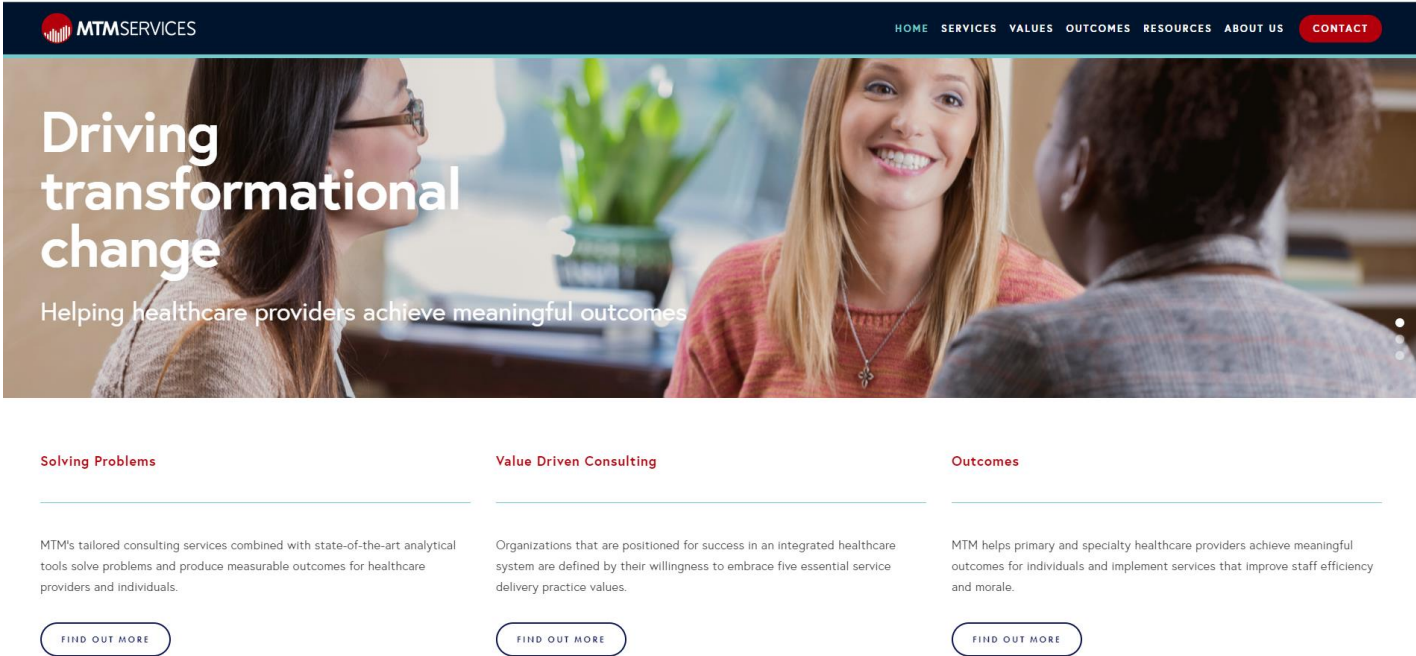 MTMSERVICES
HOME SERVICES VALUES OUTCOMES RESOURCES ABOUT US CONTACT
Driving
transformational
change
Helping healthcare providers achieve meaningful outcomes
Solving Problems
MTM's tailored consulting services combined with state-of-the-art analytical
tools solve problems and produce measurable outcomes for healthcare
providers and individuals.
FIND OUT MORE
Value Driven Consulting
Organizations that are positioned for success in an integrated healthcare
system are defined by their willingness to embrace five essential service
delivery practice values.
FIND OUT MORE
Outcomes
MTM helps primary and specialty healthcare providers achieve meaningful
outcomes for individuals and implement services that improve staff efficiency
and morale.
FIND OUT MORE